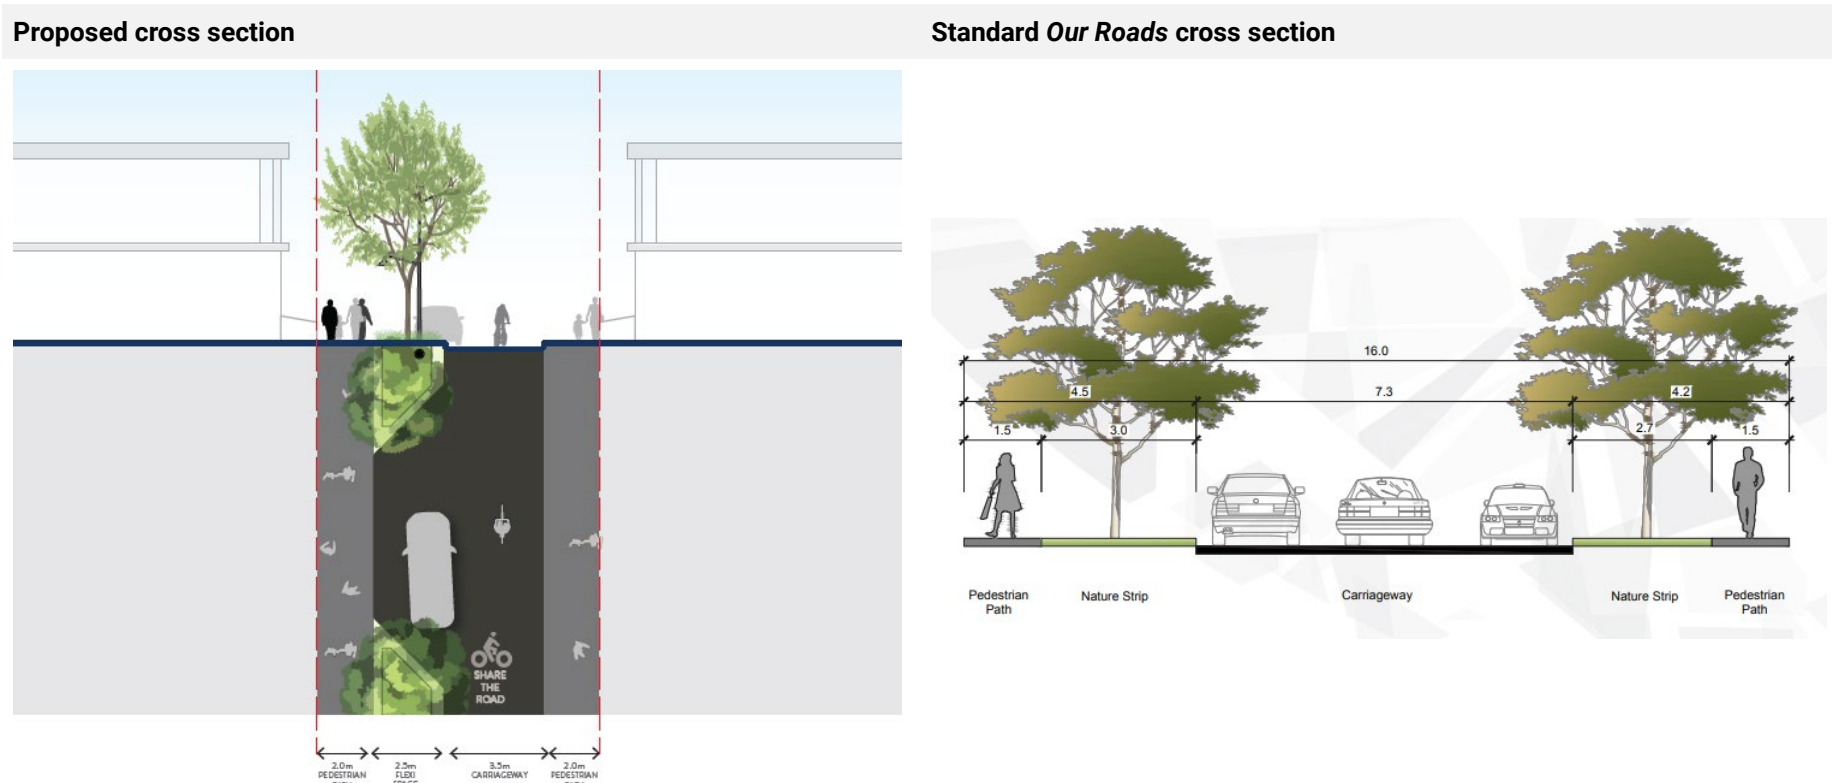 Proposed cross section
Standard Our Roads cross section
SHARE
THE
ROAD
2.0m
PEDESTRIAN
2.5m
FLEXI
3.5m
CARRIAGEWAY
2.0m
PEDESTRIAN
16.0
4.5
7.3
4.2
1.5
3.0
2.7
1.5
Pedestrian
Path
Nature Strip
Carriageway
Nature Strip
Pedestrian
Path